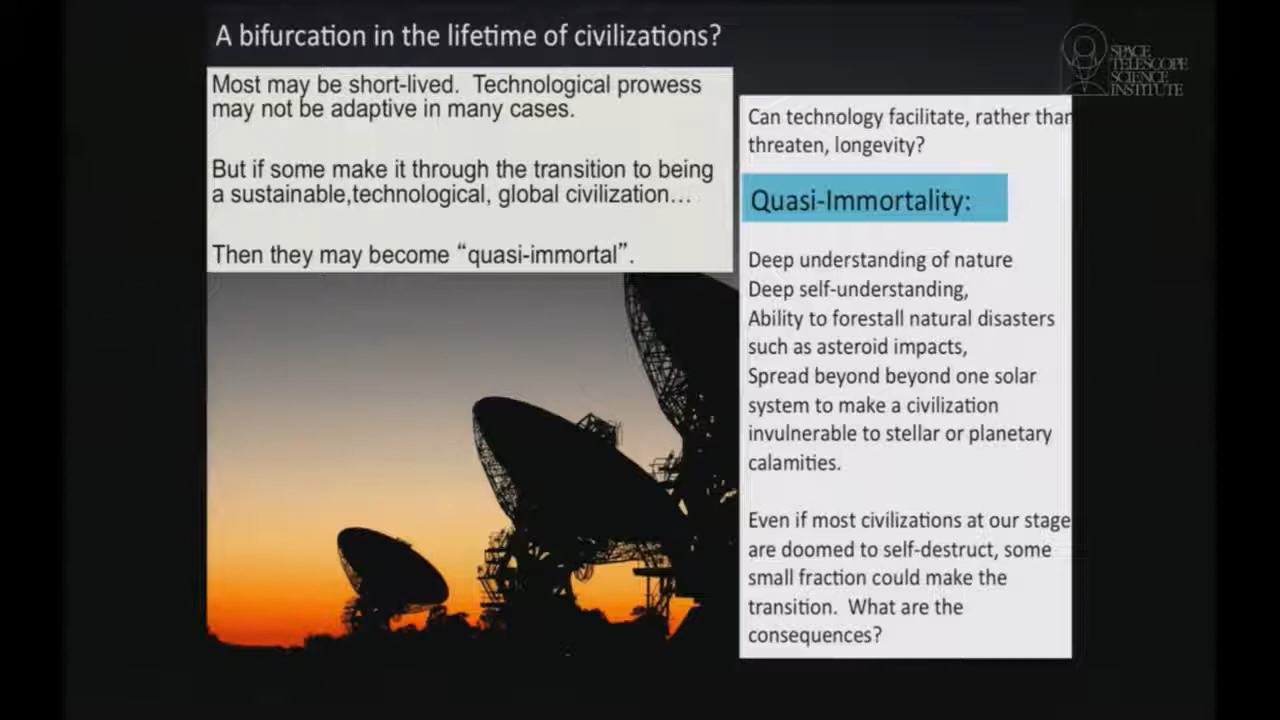 A bifurcation in the lifetime of civilizations?
Most may be short-lived. Technological prowess
may not be adaptive in many cases.
But if some make it through the transition to being
a sustainable,technological, global civilization...
Then they may become “quasi-immortal”.
SPACE
TELESCOPE
SCIENCE
INSTITUTE
Can technology facilitate, rather than
threaten, longevity?
Quasi-Immortality:
Deep understanding of nature
Deep self-understanding,
Ability to forestall natural disasters
such as asteroid impacts,
Spread beyond beyond one solar
system to make a civilization
invulnerable to stellar or planetary
calamities.
Even if most civilizations at our stage
are doomed to self-destruct, some
small fraction could make the
transition. What are the
consequences?